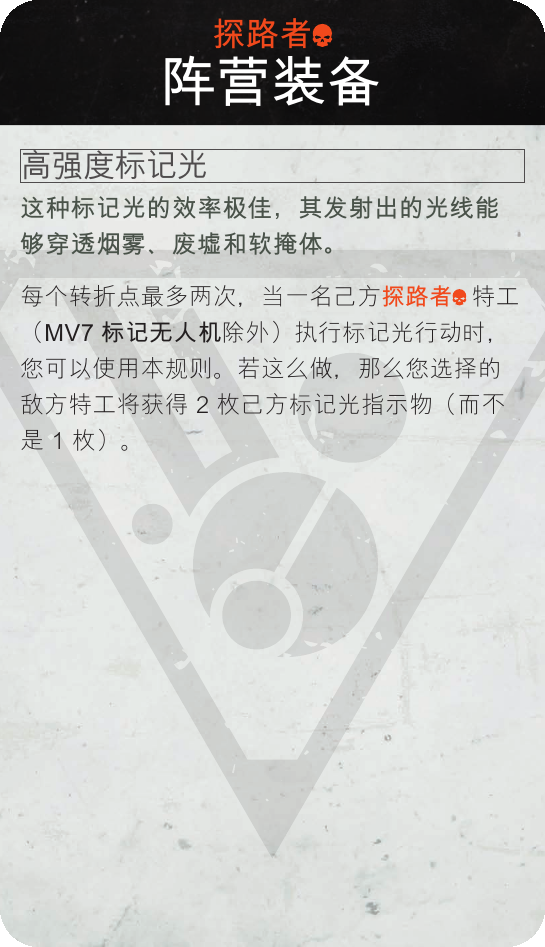 探路者
阵营装备
高强度标记光
这种标记光的效率极佳，其发射出的光线能
够穿透烟雾、废墟和软掩体。
每个转折点最多两次，当一名己方探路者特工
（MV7 标记无人机除外）执行标记光行动时，
您可以使用本规则。若这么做，那么您选择的
敌方特工将获得 2 枚己方标记光指示物（而不
是 1 枚）。